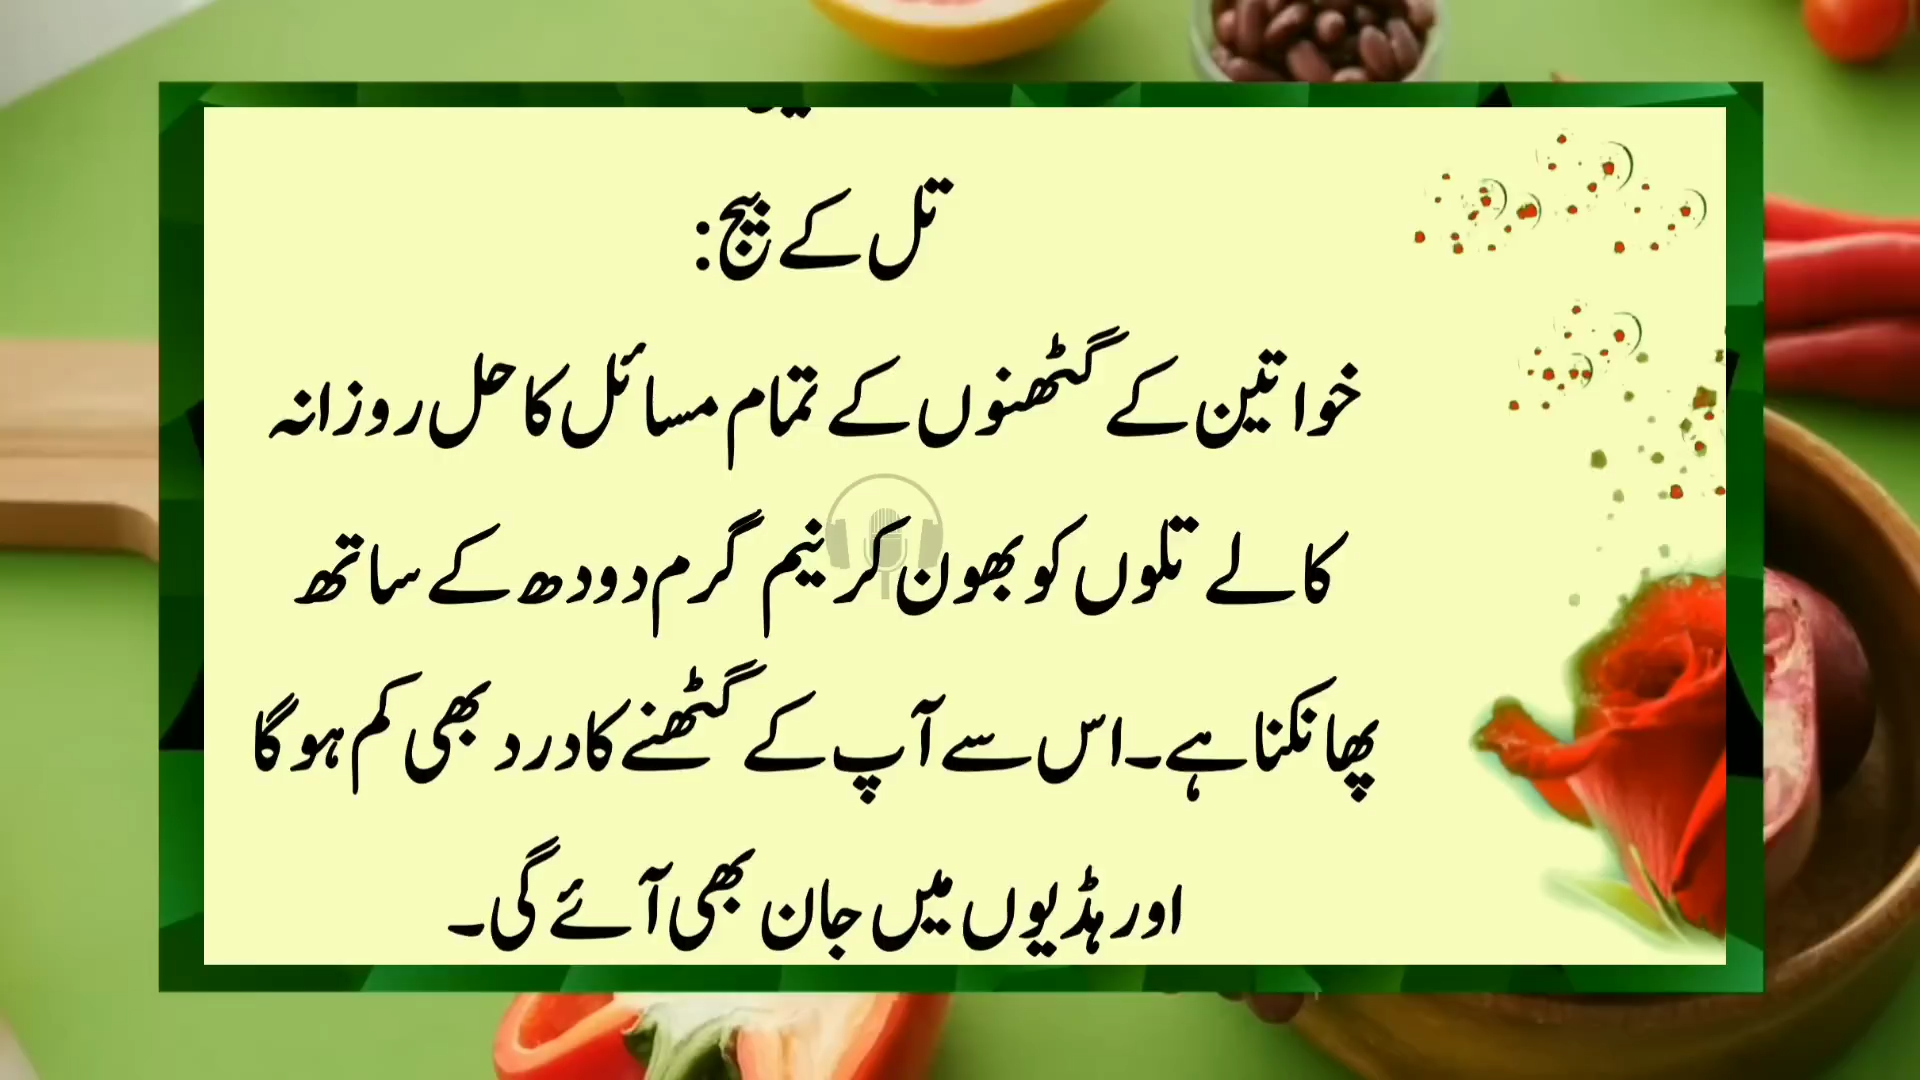 تل کے بیج:
خواتین کے گٹھنوں کے تمام مسائل کا حل روزانہ
کالے تلوں کو بھون کر نیم گرم دودھ کے ساتھ
پھانکنا ہے۔ اس سے آپ کے گٹھنے کا درد بھی کم ہو گا
اور ہڈیوں میں جان بھی آئے گی۔